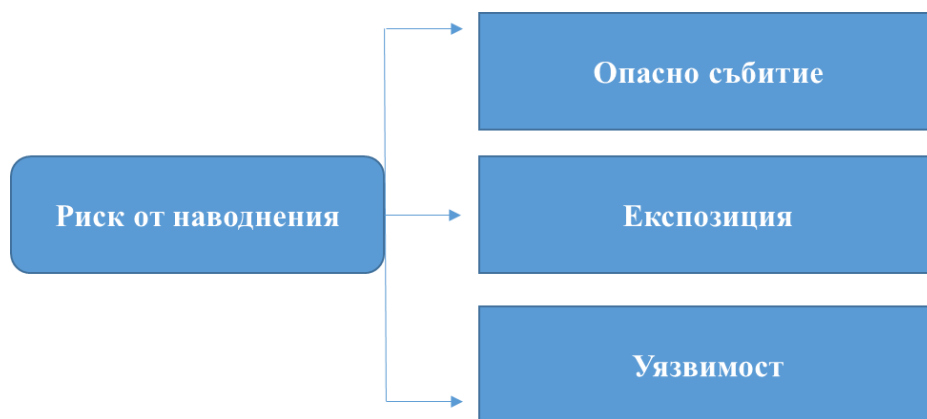 Опасно събитие
Риск от наводнения
Експозиция
Уязвимост